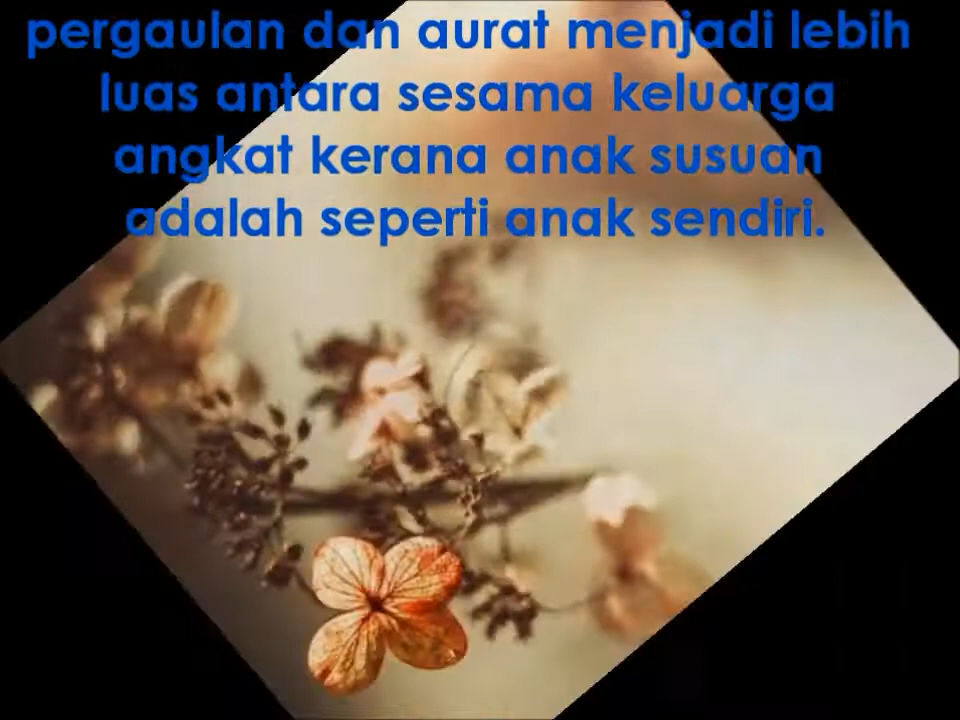 pergaulan dan aurat menjadi lebih
luas antara sesama keluarga
angkat kerana anak susuan
adalah seperti anak sendiri.